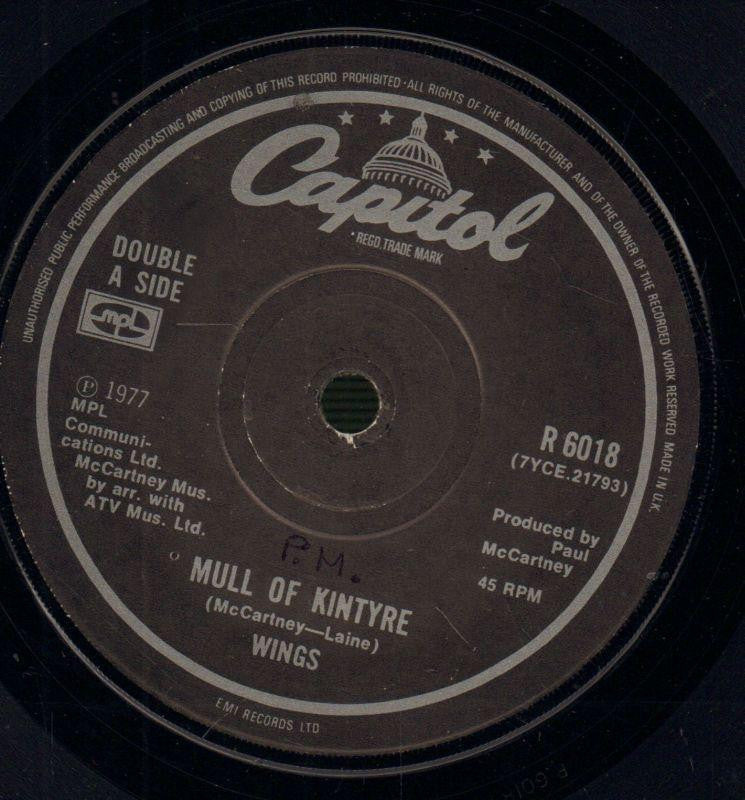 UNAUTHORISED PUBLIC PERFORMANCE BROADCASTING AND COPYING OF THIS RECORD PROHIBITED · ALL RIGHTS OF THE MANUFACTURER AND OF THE OWNER OF THE RECORDED WORK RESERVED MADE IN U.K.
Capitol
• REGD. TRADE MARK
DOUBLE
A SIDE
mpl
℗ 1977
MPL
Communi-
cations Ltd.
McCartney Mus.
by arr. with
ATV Mus. Ltd.
R 6018
(7YCE.21793)
Produced by
Paul
McCartney
45 RPM
P.M.
MULL OF KINTYRE
(McCartney—Laine)
WINGS
EMI RECORDS LTD